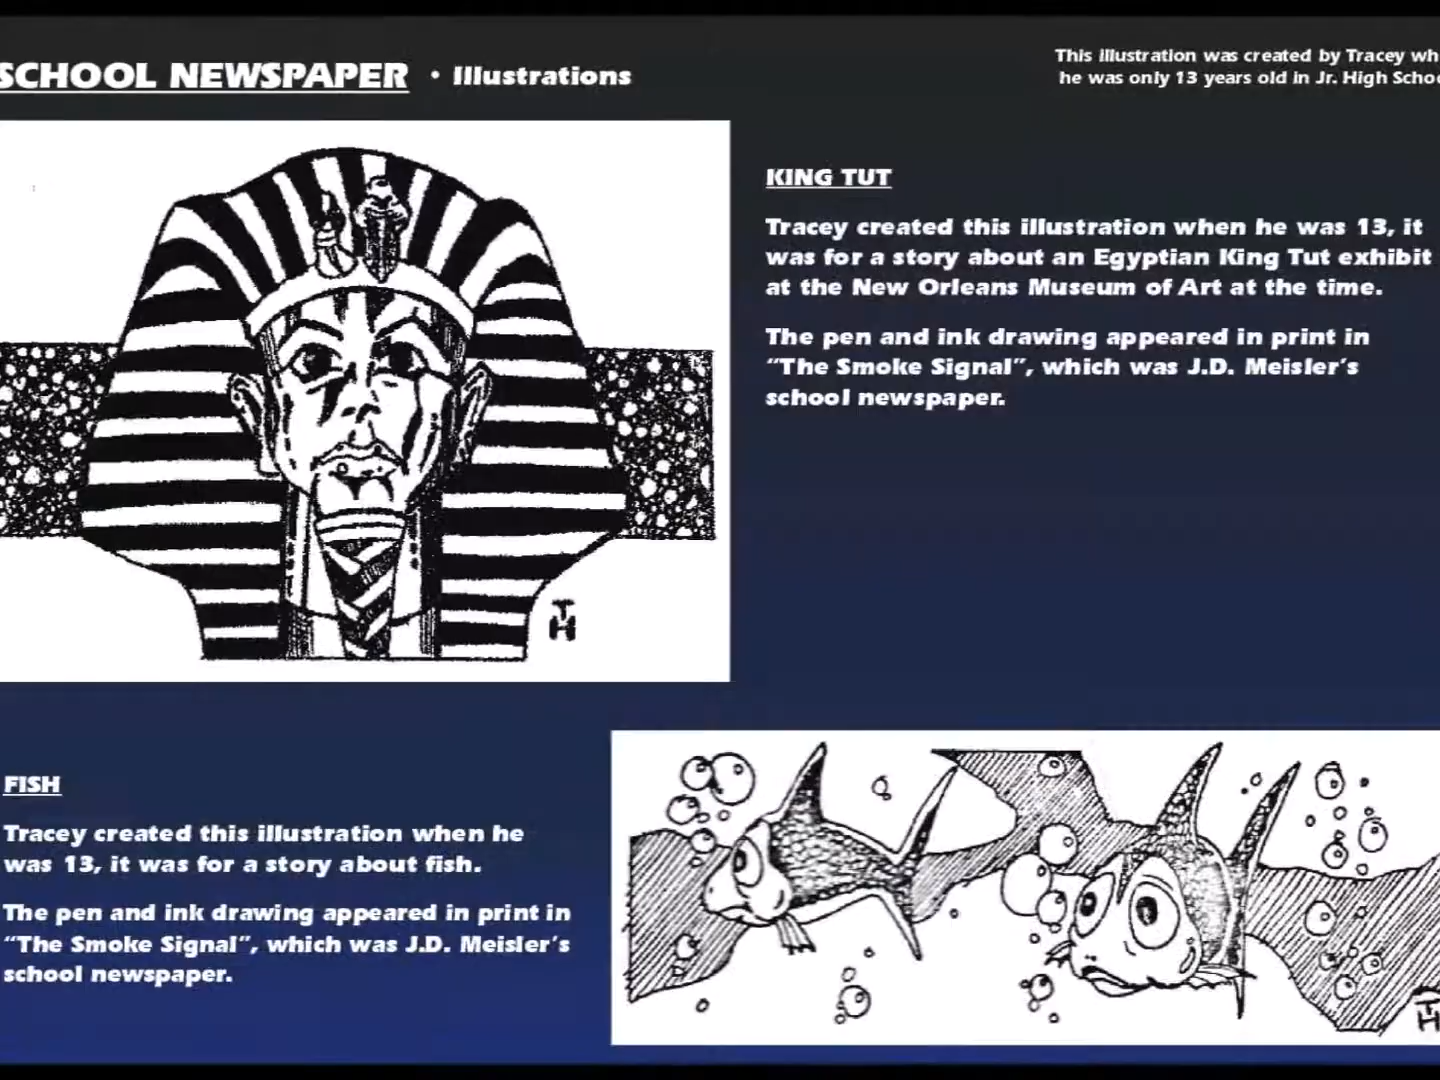 SCHOOL NEWSPAPER • Illustrations
This illustration was created by Tracey
he was only 13 years old in Jr. High
KING TUT
Tracey created this illustration when he was 13, it
was for a story about an Egyptian King Tut exhibit
at the New Orleans Museum of Art at the time.
The pen and ink drawing appeared in print in
“The Smoke Signal”, which was J.D. Meisler’s
school newspaper.
TH
FISH
Tracey created this illustration when he
was 13, it was for a story about fish.
The pen and ink drawing appeared in print in
“The Smoke Signal”, which was J.D. Meisler’s
school newspaper.
TH